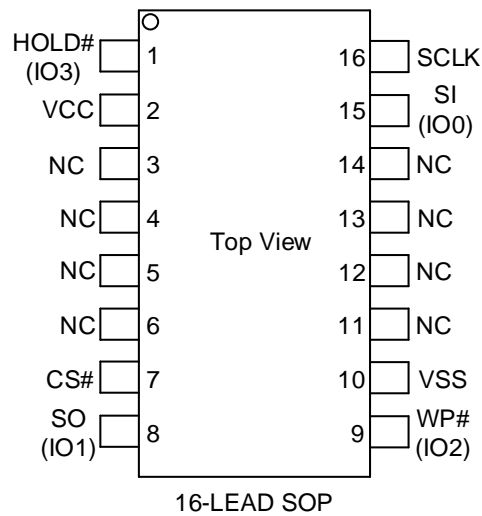 HOLD#
(IO3)
1
16
SCLK
VCC
2
15
SI
(IO0)
NC
3
14
NC
NC
4
13
NC
Top View
NC
5
12
NC
NC
6
11
NC
CS#
7
10
VSS
SO
(IO1)
8
9
WP#
(IO2)
16-LEAD SOP